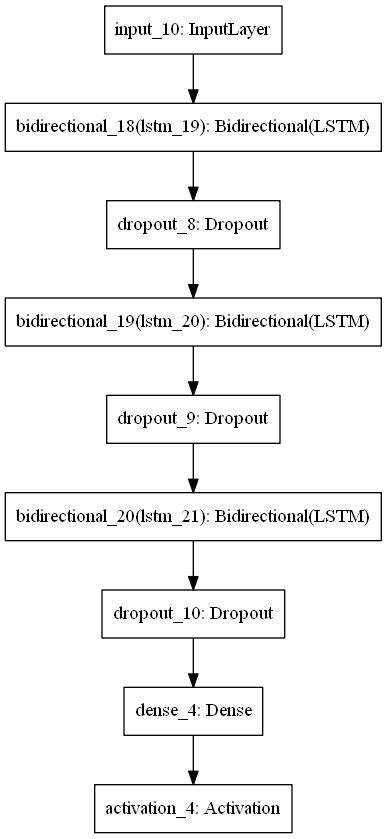 input_10: InputLayer
bidirectional_18(lstm_19): Bidirectional(LSTM)
dropout_8: Dropout
bidirectional_19(lstm_20): Bidirectional(LSTM)
dropout_9: Dropout
bidirectional_20(lstm_21): Bidirectional(LSTM)
dropout_10: Dropout
dense_4: Dense
activation_4: Activation